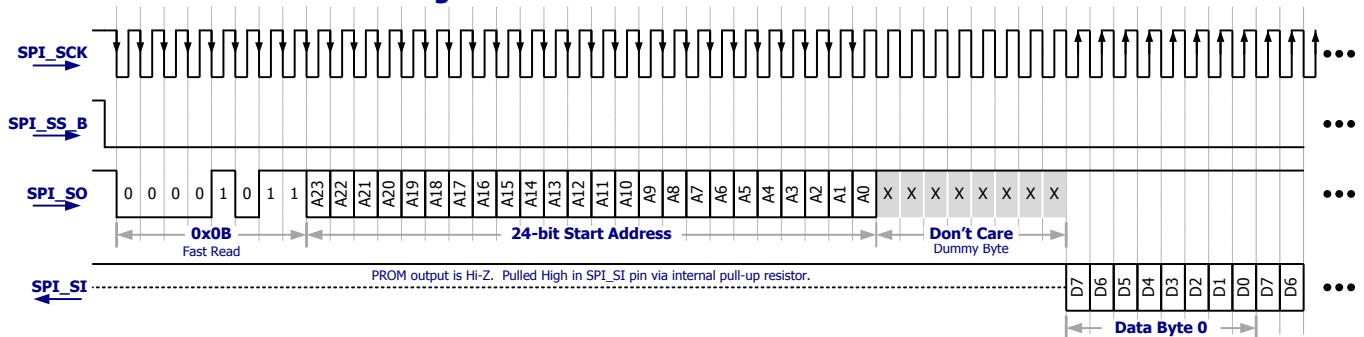 SPI_SCK
SPI_SS_B
SPI_SO
0 0 0 0 1 0 1 1 A23 A22 A21 A20 A19 A18 A17 A16 A15 A14 A13 A12 A11 A10 A9 A8 A7 A6 A5 A4 A3 A2 A1 A0 X X X X X X X X
0x0B 24-bit Start Address Don't Care
Fast Read Dummy Byte
PROM output is Hi-Z. Pulled High in SPI_SI pin via internal pull-up resistor.
SPI_SI
D7 D6 D5 D4 D3 D2 D1 D0 D7 D6
Data Byte 0